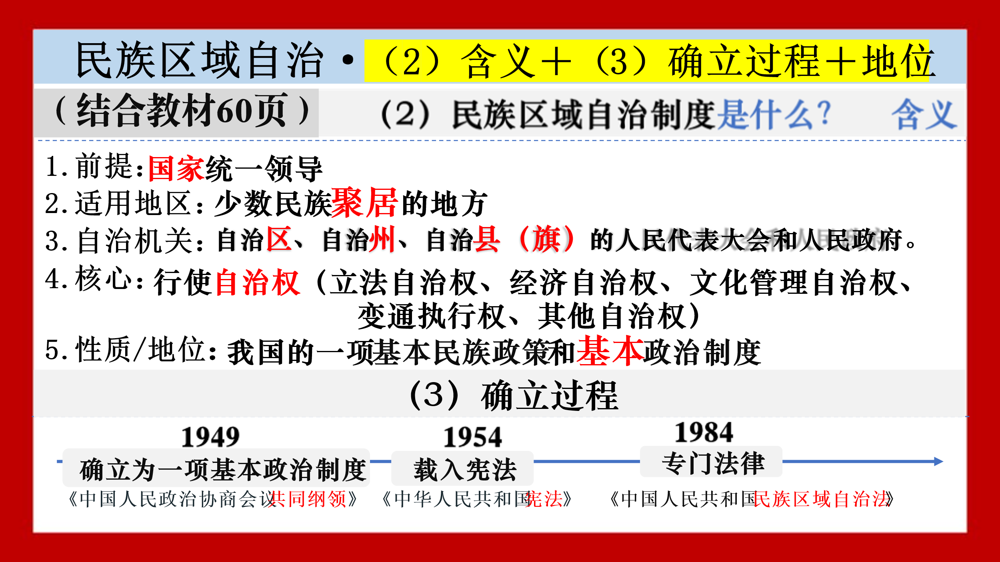 民族区域自治·（2）含义＋（3）确立过程＋地位
（结合教材60页）
（2）民族区域自治制度是什么？ 含义
1.前提:国家统一领导
2.适用地区:少数民族聚居的地方
3.自治机关:自治区、自治州、自治县（旗）的人民代表大会和人民政府。
4.核心:行使自治权（立法自治权、经济自治权、文化管理自治权、
变通执行权、其他自治权）
5.性质/地位:我国的一项基本民族政策和基本政治制度
（3）确立过程
1949
1954
1984
确立为一项基本政治制度
载入宪法
专门法律
《中国人民政治协商会议共同纲领》
《中华人民共和国宪法》
《中国人民共和国民族区域自治法》